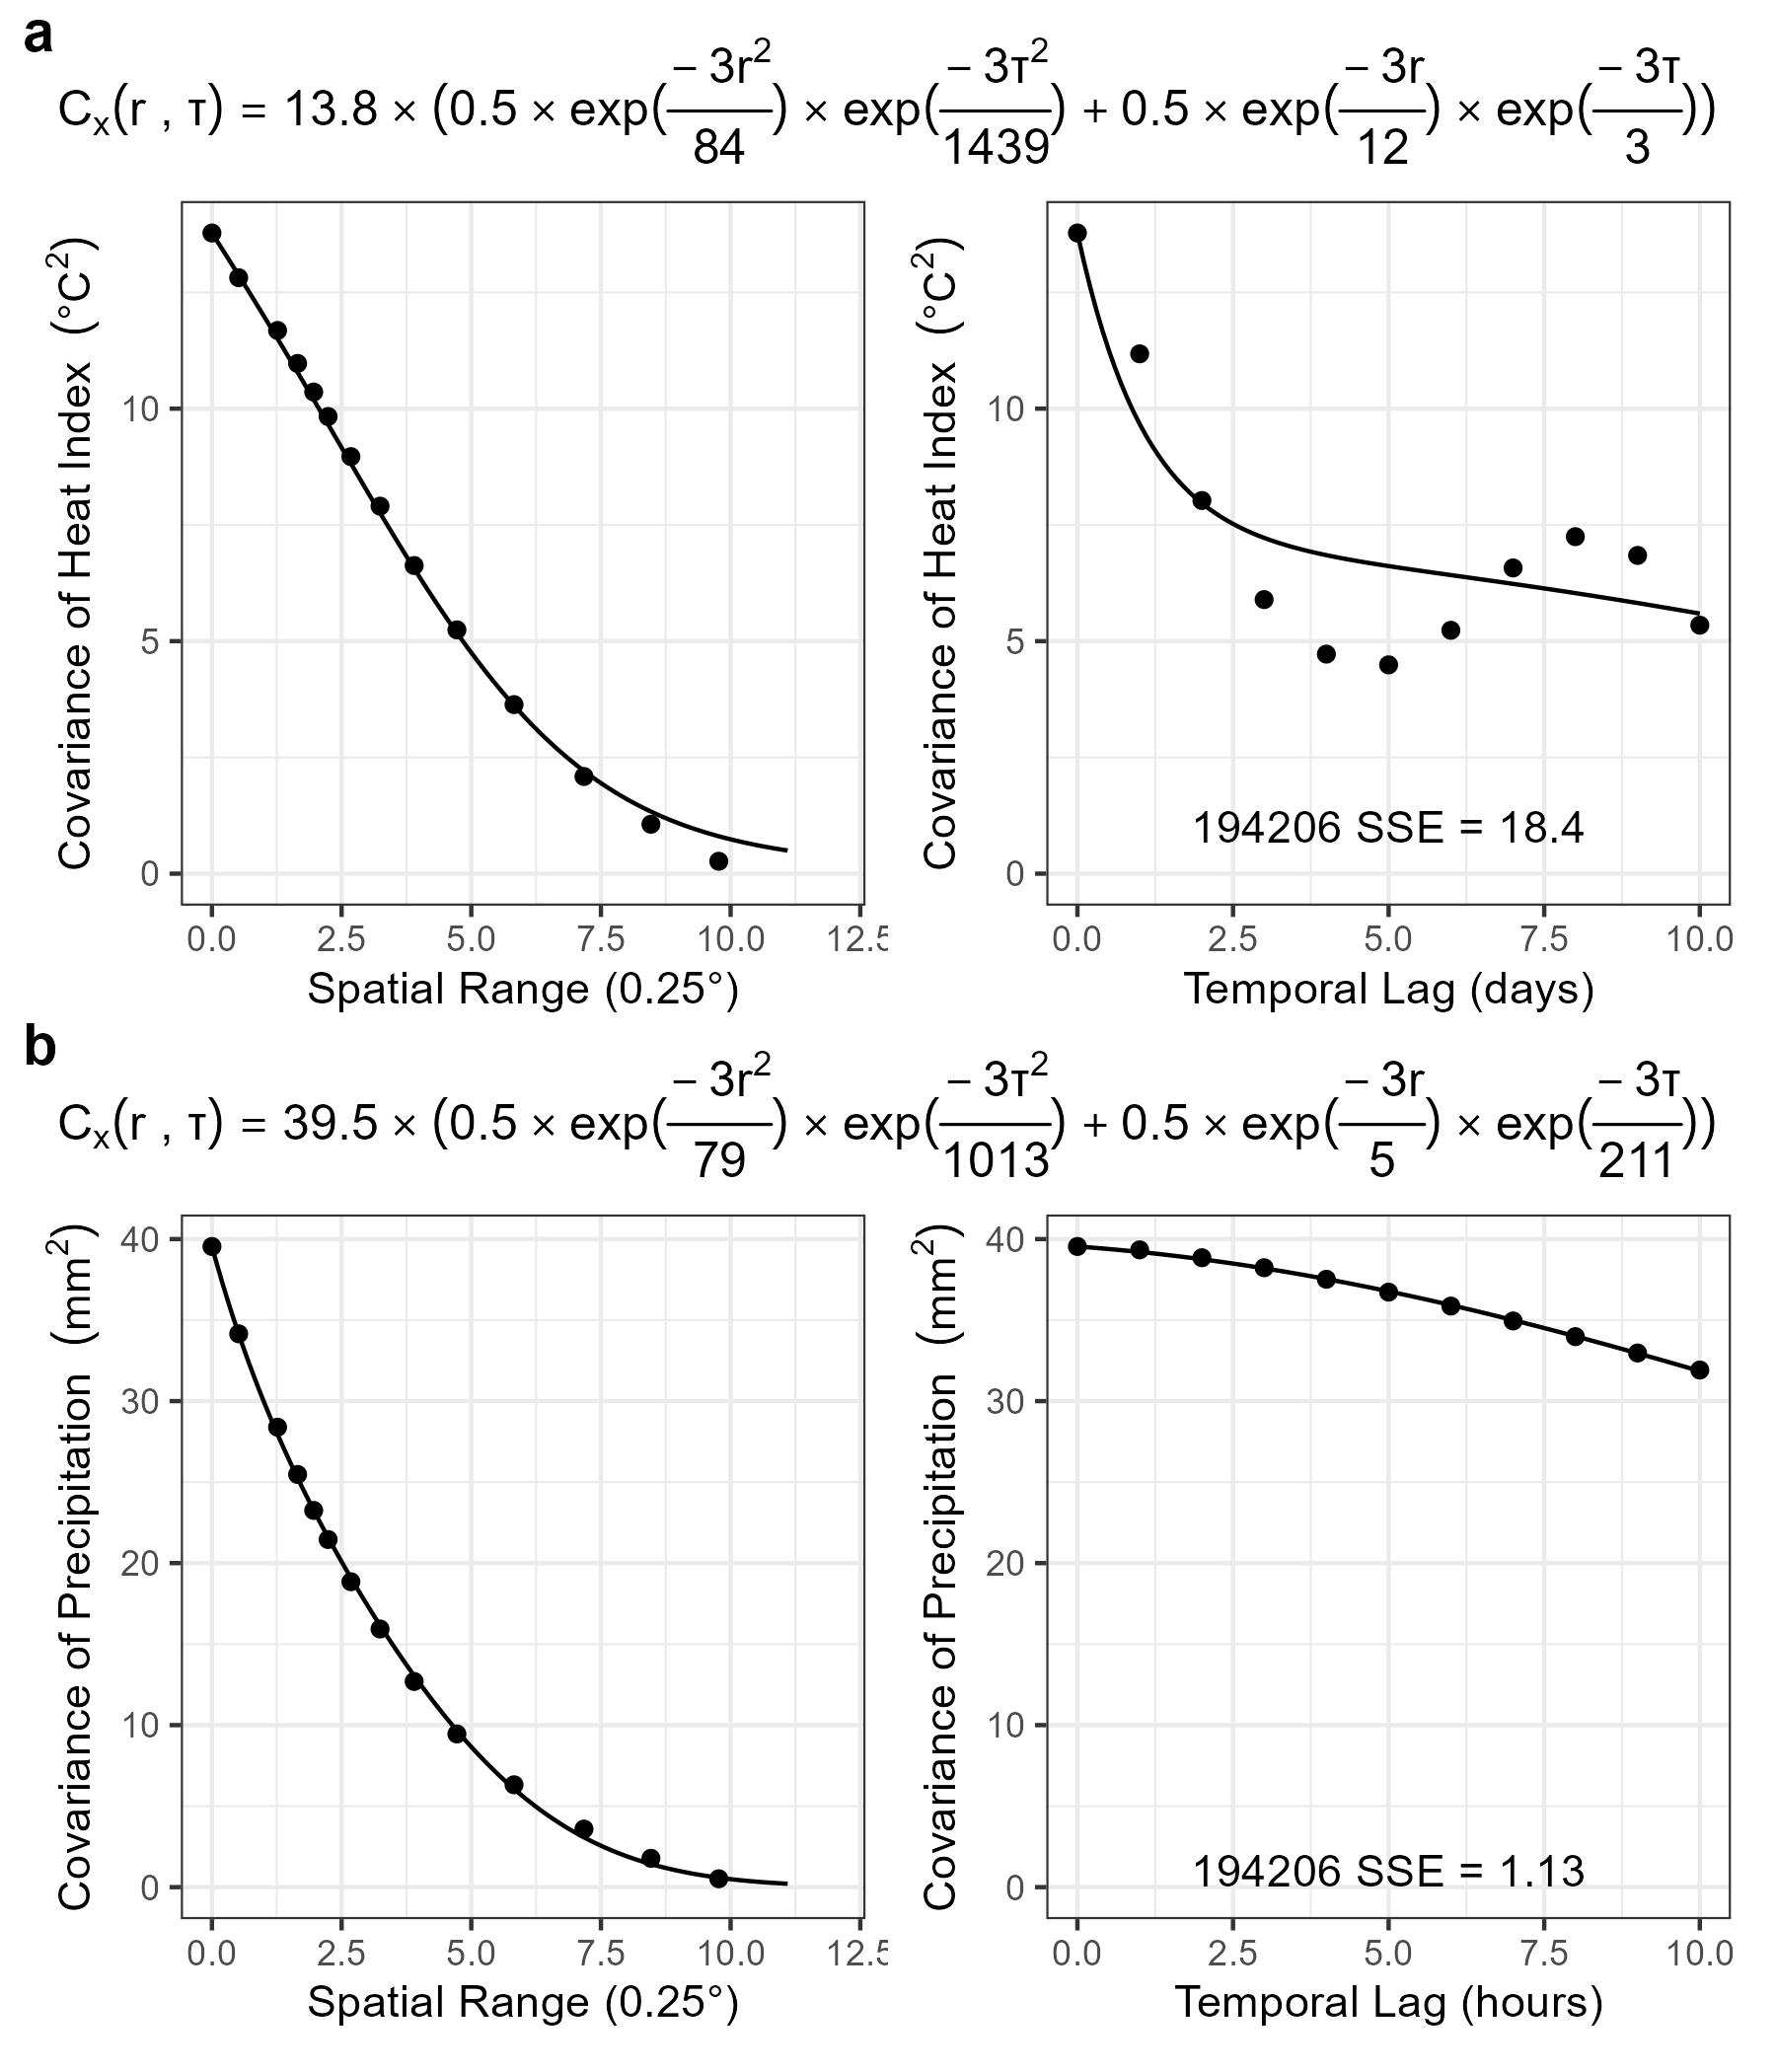 a
Cₓ(r , τ) = 13.8 × (0.5 × exp(− 3r²/84) × exp(− 3τ²/1439) + 0.5 × exp(− 3r/12) × exp(− 3τ/3))
Covariance of Heat Index (°C²)
10
5
0
0.0 2.5 5.0 7.5 10.0 12.5
Spatial Range (0.25°)
Covariance of Heat Index (°C²)
10
5
0
194206 SSE = 18.4
0.0 2.5 5.0 7.5 10.0
Temporal Lag (days)
b
Cₓ(r , τ) = 39.5 × (0.5 × exp(− 3r²/79) × exp(− 3τ²/1013) + 0.5 × exp(− 3r/5) × exp(− 3τ/211))
Covariance of Precipitation (mm²)
40
30
20
10
0
0.0 2.5 5.0 7.5 10.0 12.5
Spatial Range (0.25°)
Covariance of Precipitation (mm²)
40
30
20
10
0
194206 SSE = 1.13
0.0 2.5 5.0 7.5 10.0
Temporal Lag (hours)